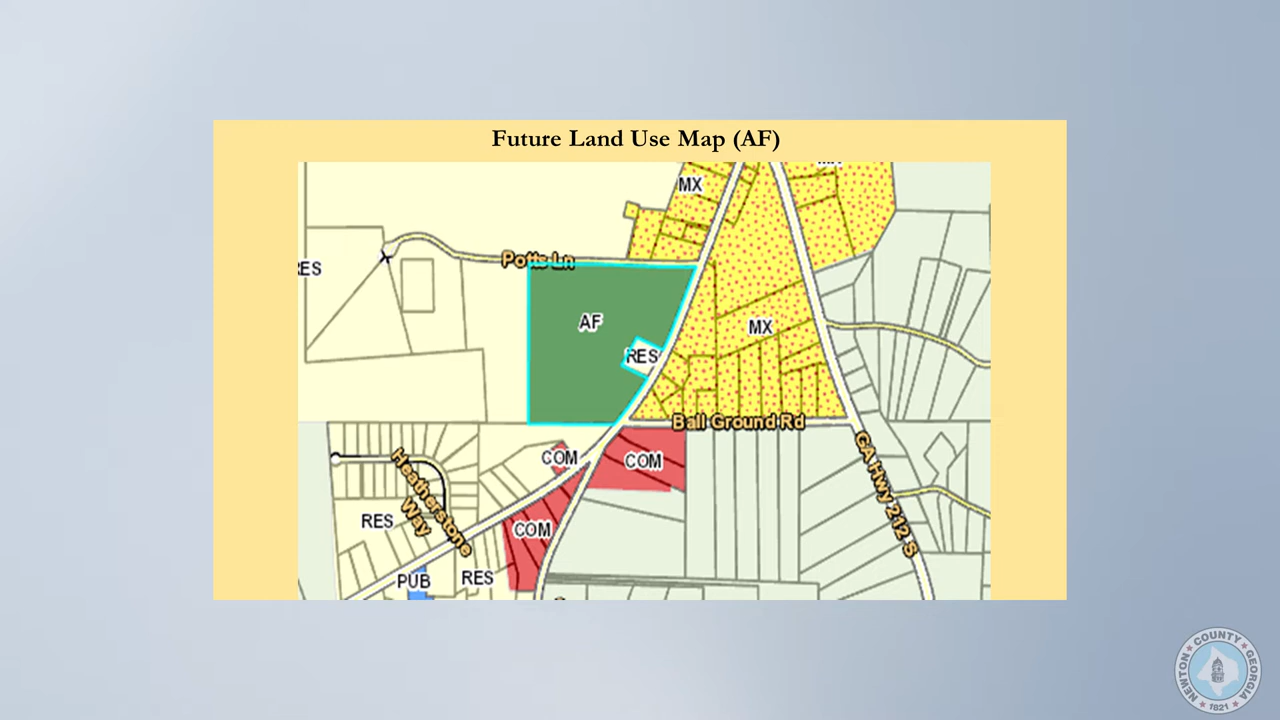 Future Land Use Map (AF)
MX
Potts Ln
RES
AF
MX
RES
Ball Ground Rd
COM
COM
GA Hwy 212 S
Heatherstone
Way
RES
COM
PUB
RES
NEWTON COUNTY GEORGIA
1821